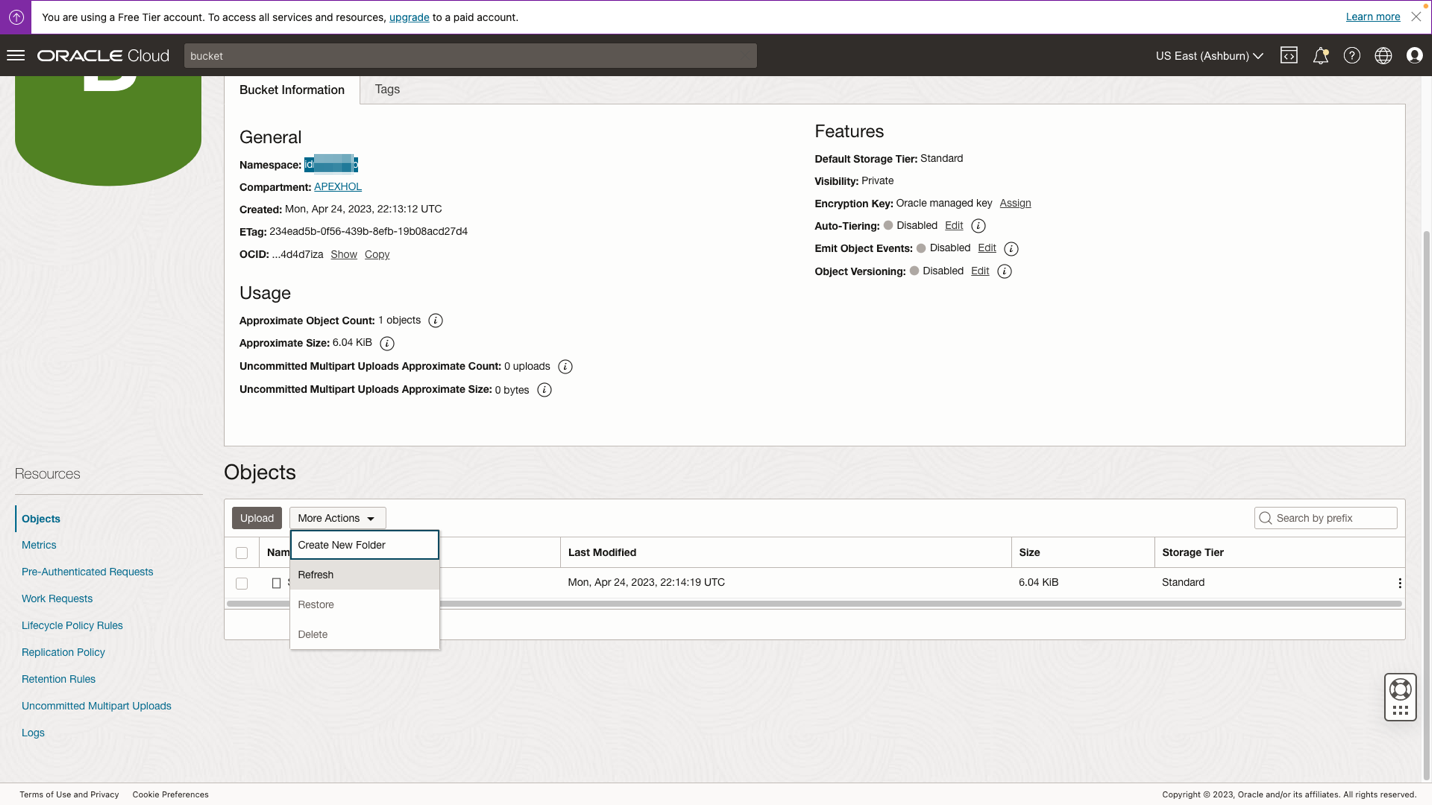 You are using a Free Tier account. To access all services and resources, upgrade to a paid account.
Learn more
ORACLE Cloud
bucket
US East (Ashburn)
Bucket Information
Tags
General
Namespace:
Compartment: APEXHOL
Created: Mon, Apr 24, 2023, 22:13:12 UTC
ETag: 234ead5b-0f56-439b-8efb-19b08acd27d4
OCID: ...4d4d7iza Show Copy
Usage
Approximate Object Count: 1 objects
Approximate Size: 6.04 KiB
Uncommitted Multipart Uploads Approximate Count: 0 uploads
Uncommitted Multipart Uploads Approximate Size: 0 bytes
Features
Default Storage Tier: Standard
Visibility: Private
Encryption Key: Oracle managed key Assign
Auto-Tiering: Disabled Edit
Emit Object Events: Disabled Edit
Object Versioning: Disabled Edit
Resources
Objects
Metrics
Pre-Authenticated Requests
Work Requests
Lifecycle Policy Rules
Replication Policy
Retention Rules
Uncommitted Multipart Uploads
Logs
Objects
Upload
More Actions
Search by prefix
Create New Folder
Refresh
Restore
Delete
Last Modified
Size
Storage Tier
Mon, Apr 24, 2023, 22:14:19 UTC
6.04 KiB
Standard
Terms of Use and Privacy
Cookie Preferences
Copyright © 2023, Oracle and/or its affiliates. All rights reserved.